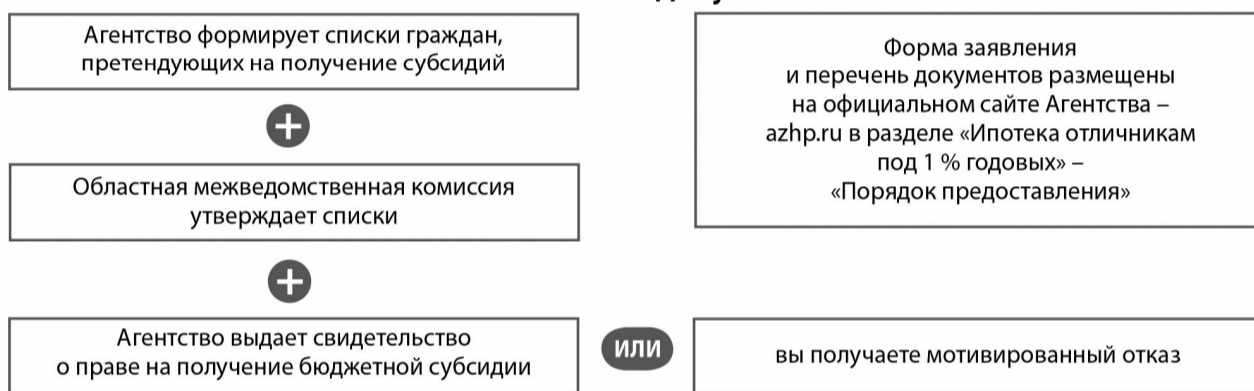 Агентство формирует списки граждан,
претендующих на получение субсидий
Форма заявления
и перечень документов размещены
на официальном сайте Агентства –
azhp.ru в разделе «Ипотека отличникам
под 1 % годовых» –
«Порядок предоставления»
+
Областная межведомственная комиссия
утверждает списки
+
Агентство выдает свидетельство
о праве на получение бюджетной субсидии
ИЛИ
вы получаете мотивированный отказ